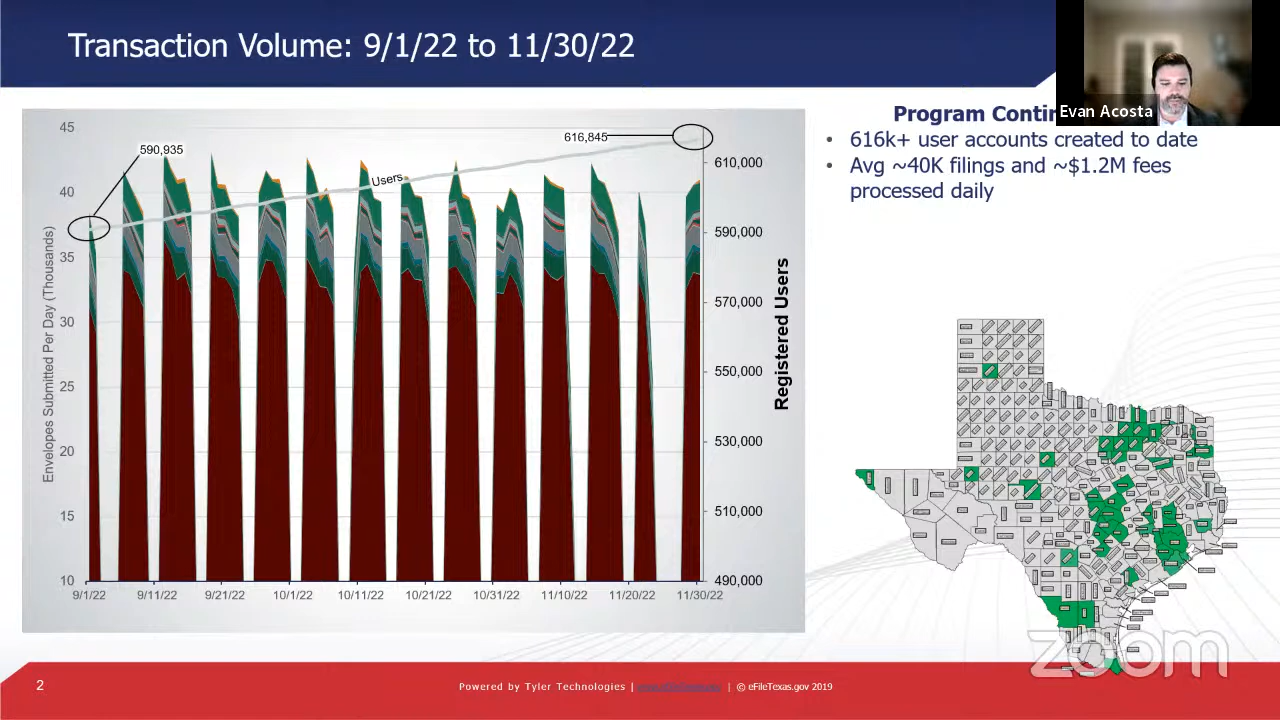 Transaction Volume: 9/1/22 to 11/30/22
Evan Acosta
Program Contin
• 616k+ user accounts created to date
• Avg ~40K filings and ~$1.2M fees
processed daily
Envelopes Submitted Per Day (Thousands)
45
40
35
30
25
20
15
10
590,935
616,845
Users
610,000
590,000
570,000
550,000
530,000
510,000
490,000
Registered Users
9/1/22
9/11/22
9/21/22
10/1/22
10/11/22
10/21/22
10/31/22
11/10/22
11/20/22
11/30/22
zoom
2
Powered by Tyler Technologies | | © eFileTexas.gov 2019